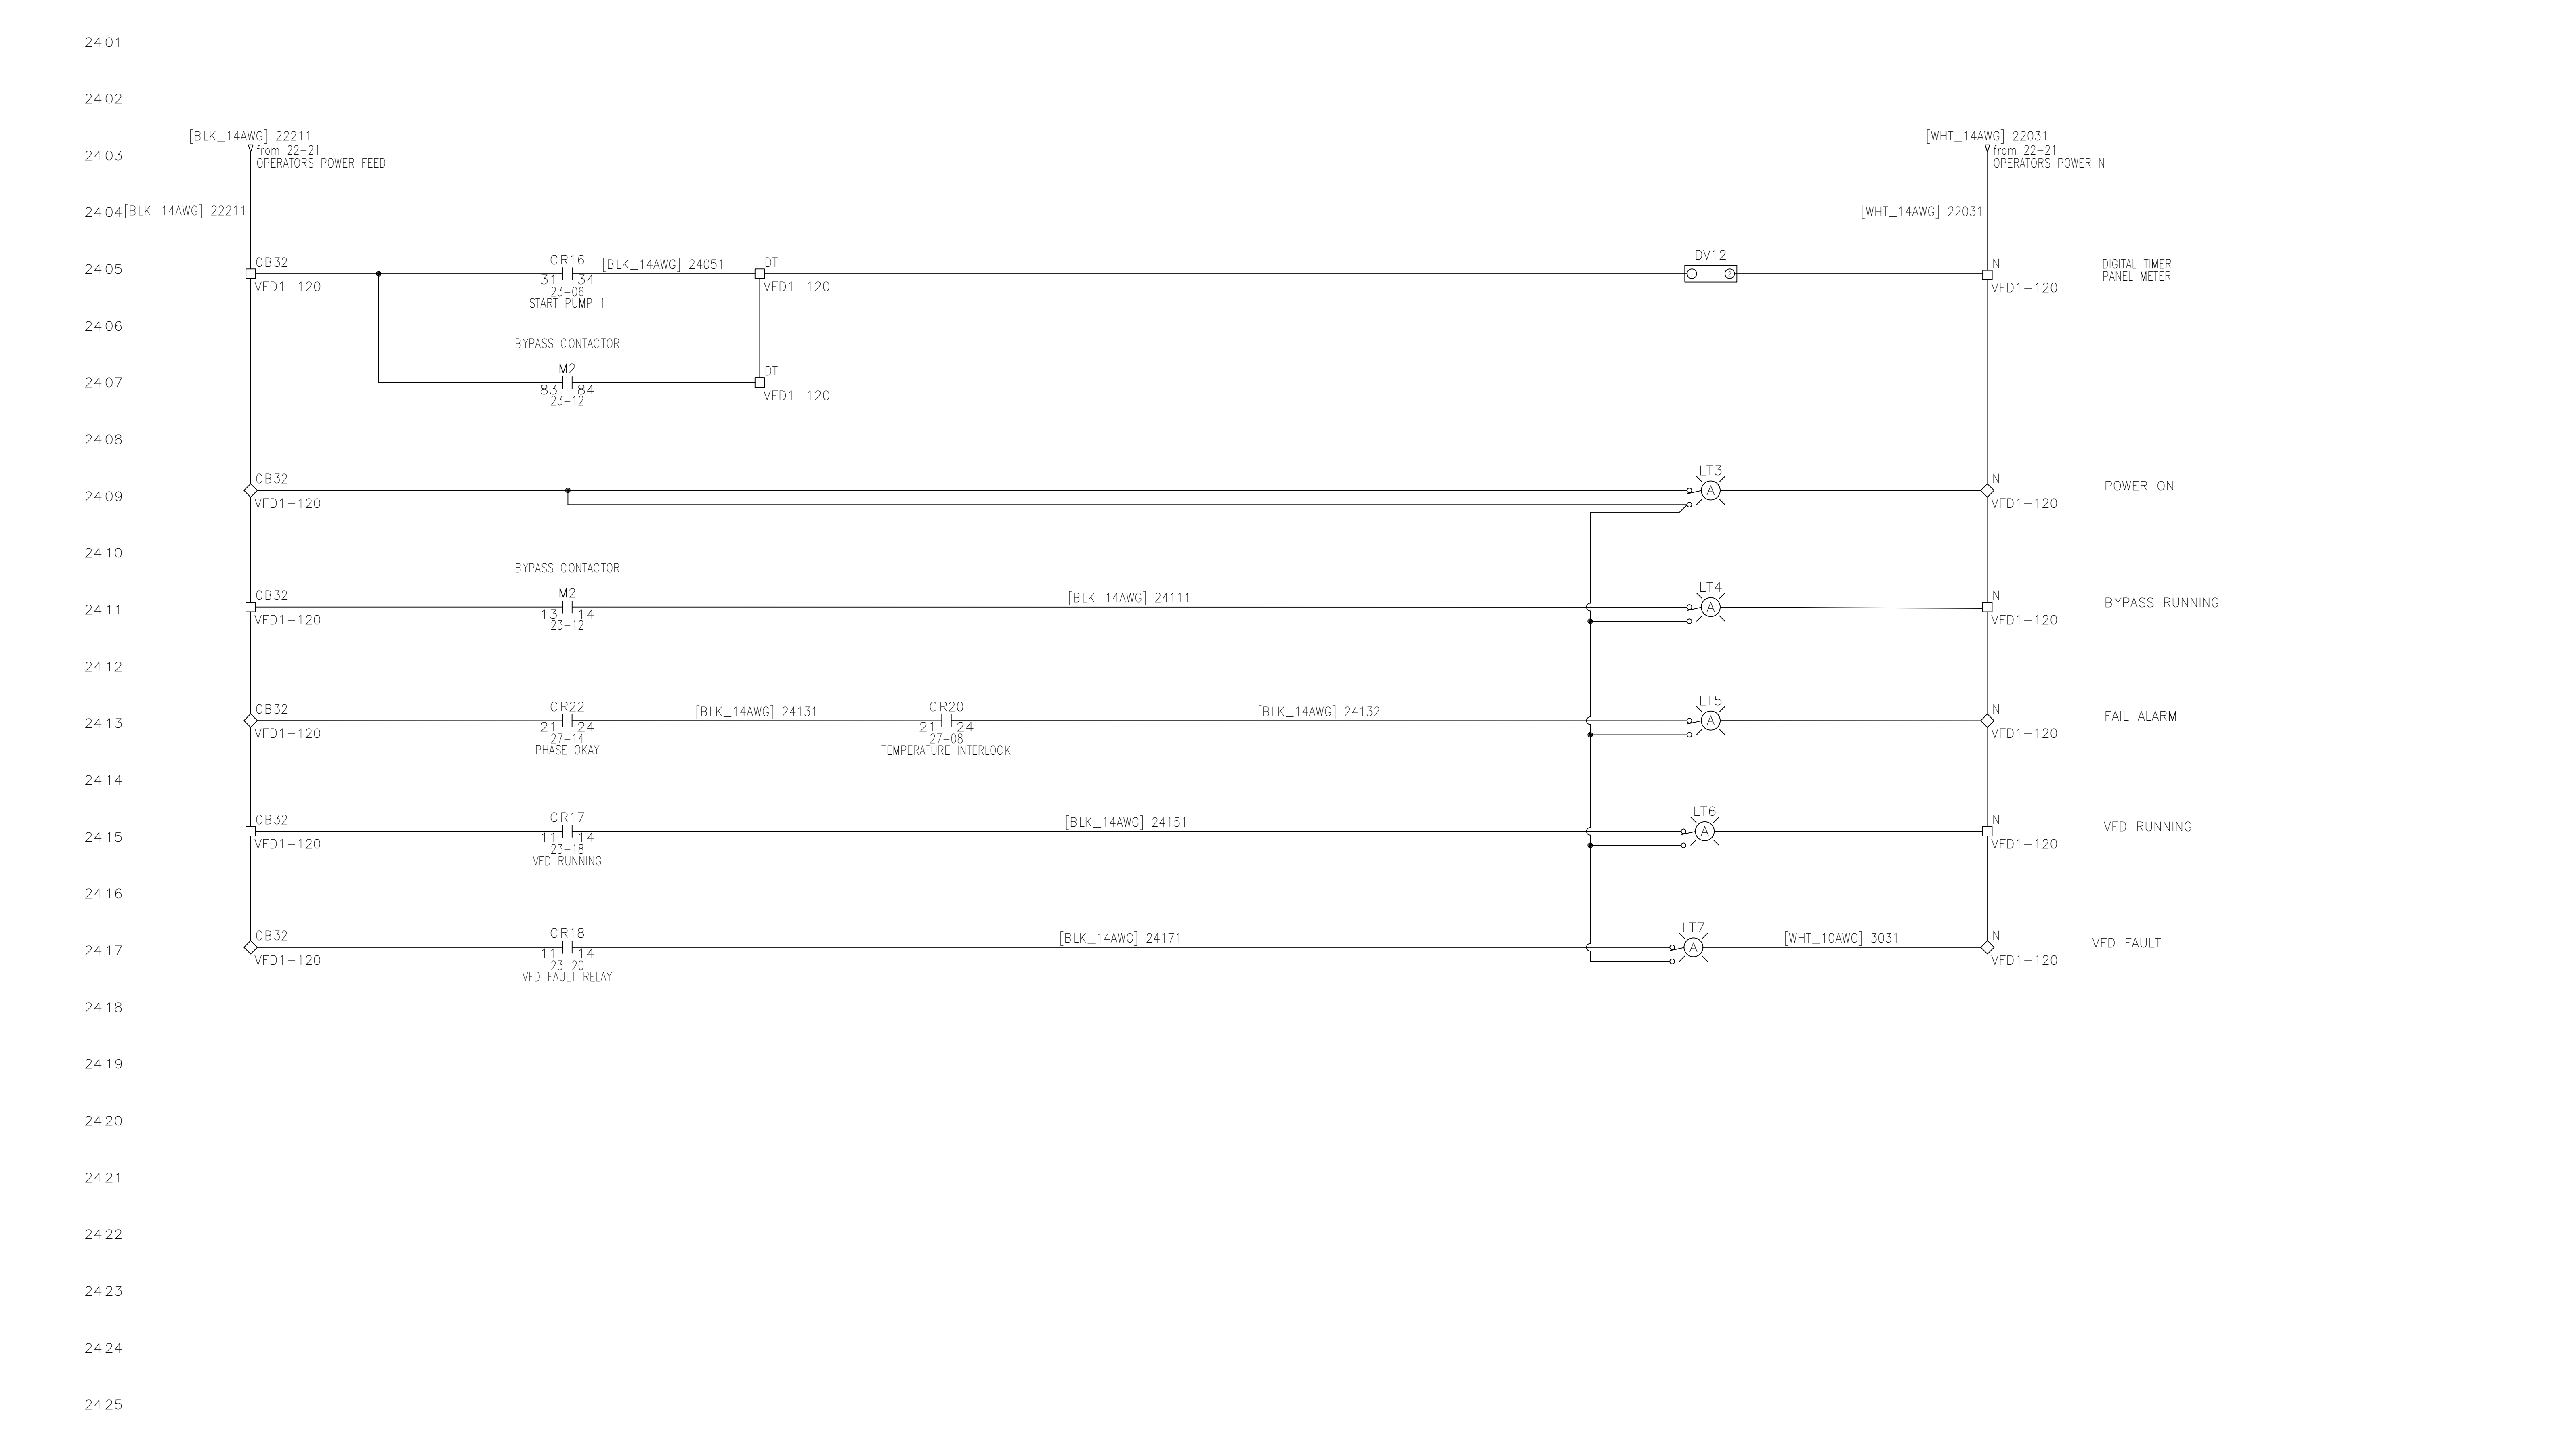 2401
2402
[BLK_14AWG] 22211
[WHT_14AWG] 22031
2403
from 22-21
OPERATORS POWER FEED
from 22-21
OPERATORS POWER N
2404
[BLK_14AWG] 22211
[WHT_14AWG] 22031
2405
CB32
VFD1-120
CR16
31 34
23-06
START PUMP 1
[BLK_14AWG] 24051
DT
VFD1-120
DV12
1 2
N
VFD1-120
DIGITAL TIMER
PANEL METER
2406
BYPASS CONTACTOR
2407
M2
83 84
23-12
DT
VFD1-120
2408
2409
CB32
VFD1-120
LT3
A
N
VFD1-120
POWER ON
2410
BYPASS CONTACTOR
2411
CB32
VFD1-120
M2
13 14
23-12
[BLK_14AWG] 24111
LT4
A
N
VFD1-120
BYPASS RUNNING
2412
2413
CB32
VFD1-120
CR22
21 24
27-14
PHASE OKAY
[BLK_14AWG] 24131
CR20
21 24
27-08
TEMPERATURE INTERLOCK
[BLK_14AWG] 24132
LT5
A
N
VFD1-120
FAIL ALARM
2414
2415
CB32
VFD1-120
CR17
11 14
23-18
VFD RUNNING
[BLK_14AWG] 24151
LT6
A
N
VFD1-120
VFD RUNNING
2416
2417
CB32
VFD1-120
CR18
11 14
23-20
VFD FAULT RELAY
[BLK_14AWG] 24171
LT7
A
[WHT_10AWG] 3031
N
VFD1-120
VFD FAULT
2418
2419
2420
2421
2422
2423
2424
2425